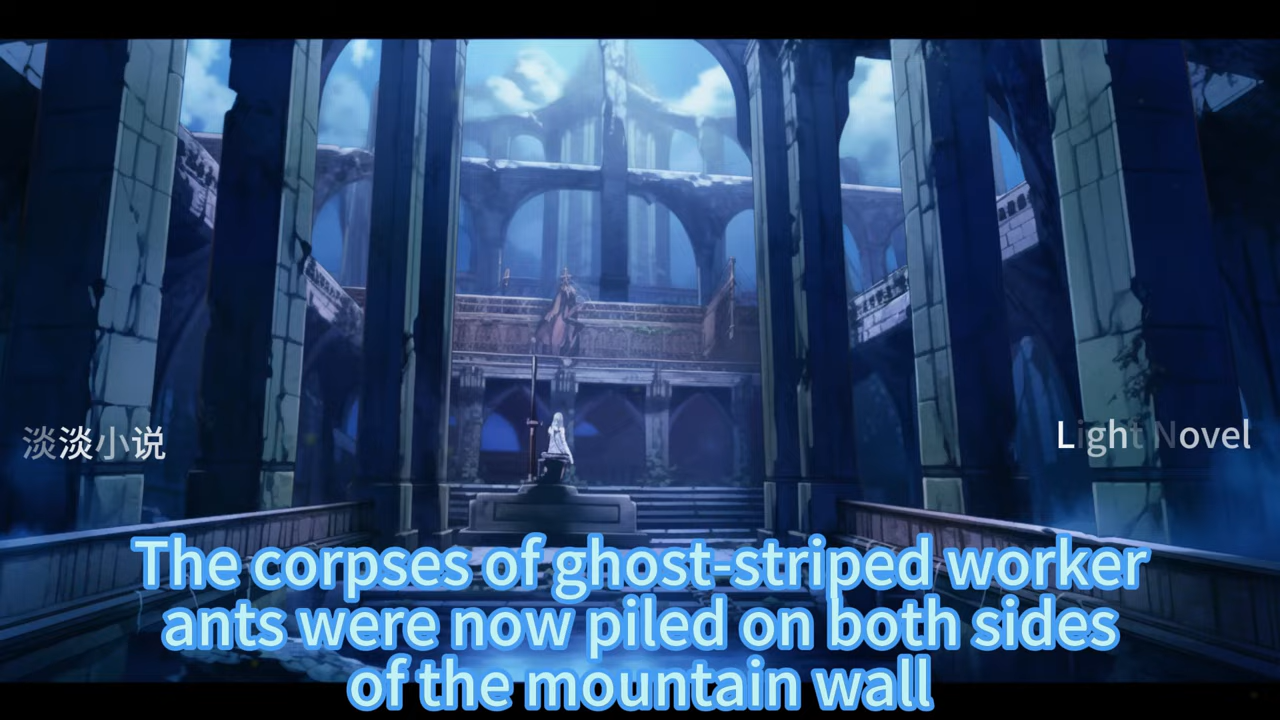 淡淡小说
Light Novel
The corpses of ghost-striped worker
ants were now piled on both sides
of the mountain wall